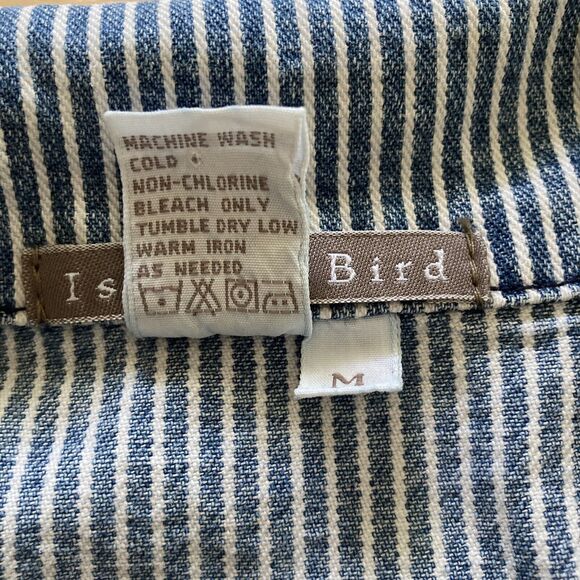 MACHINE WASH
COLD
NON-CHLORINE
BLEACH ONLY
TUMBLE DRY LOW
WARM IRON
AS NEEDED
Is Bird
M